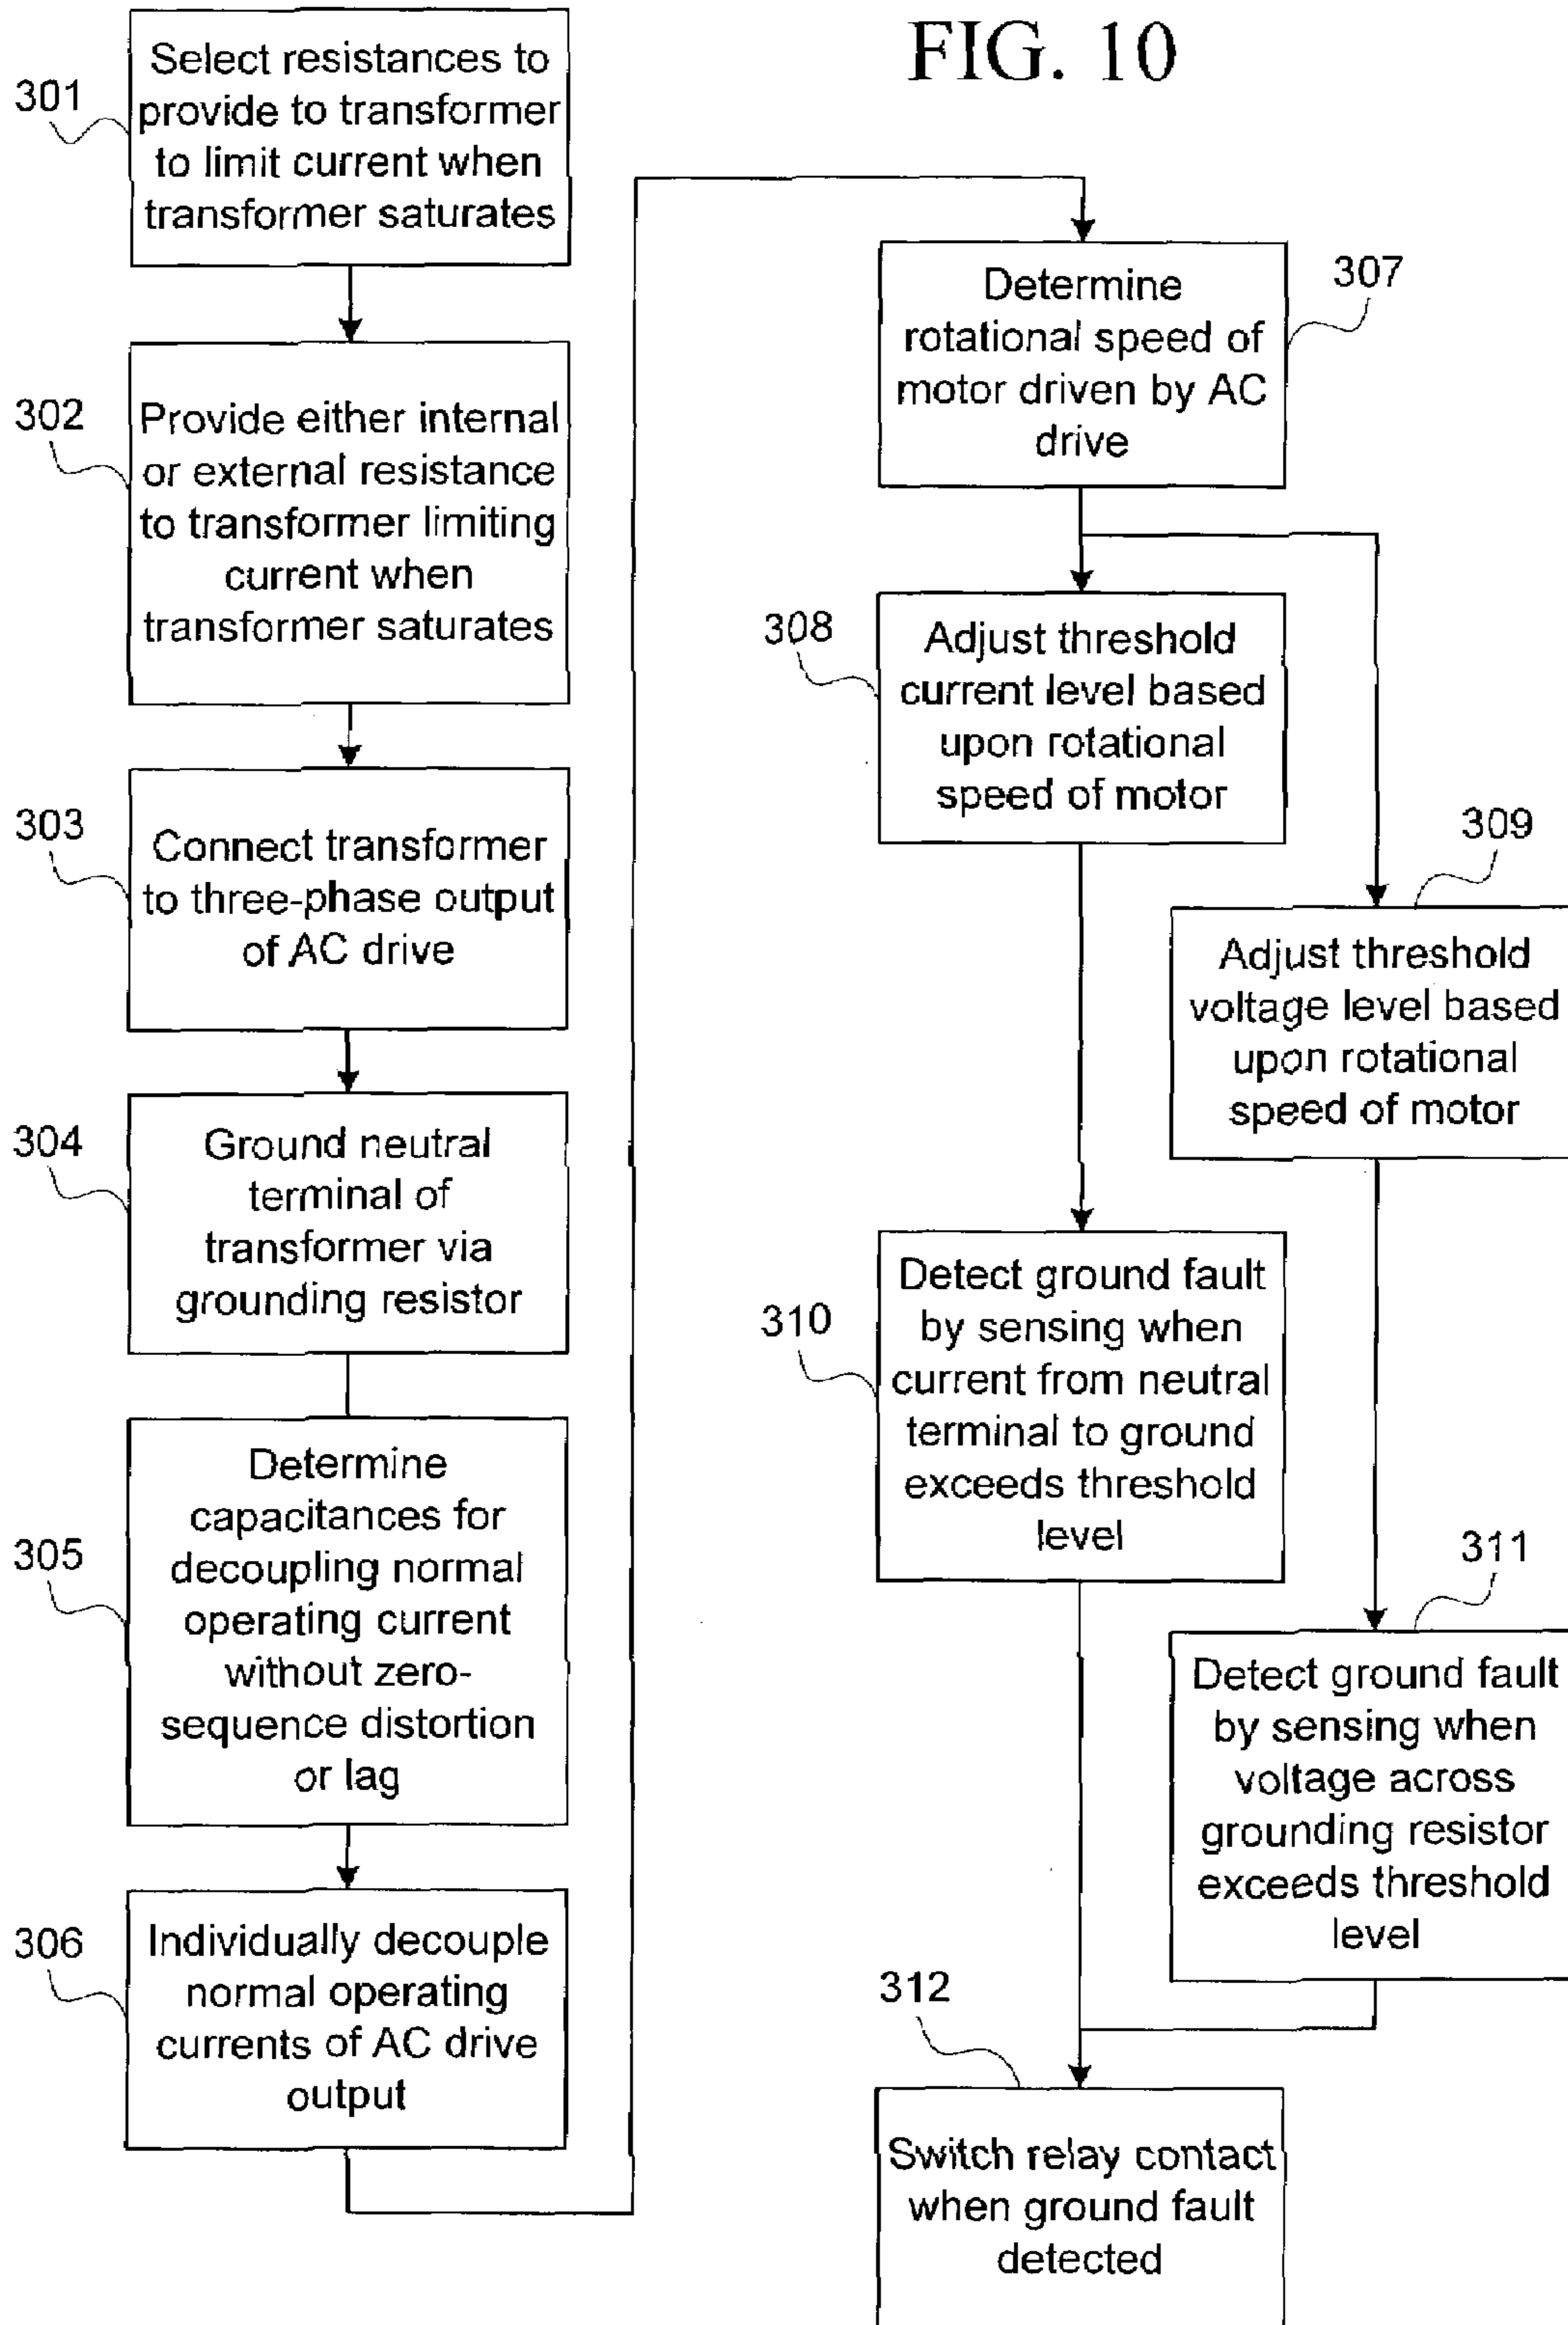 FIG. 10
301
Select resistances to
provide to transformer
to limit current when
transformer saturates
302
Provide either internal
or external resistance
to transformer limiting
current when
transformer saturates
303
Connect transformer
to three-phase output
of AC drive
304
Ground neutral
terminal of
transformer via
grounding resistor
305
Determine
capacitances for
decoupling normal
operating current
without zero-
sequence distortion
or lag
306
Individually decouple
normal operating
currents of AC drive
output
307
Determine
rotational speed of
motor driven by AC
drive
308
Adjust threshold
current level based
upon rotational
speed of motor
309
Adjust threshold
voltage level based
upon rotational
speed of motor
310
Detect ground fault
by sensing when
current from neutral
terminal to ground
exceeds threshold
level
311
Detect ground fault
by sensing when
voltage across
grounding resistor
exceeds threshold
level
312
Switch relay contact
when ground fault
detected